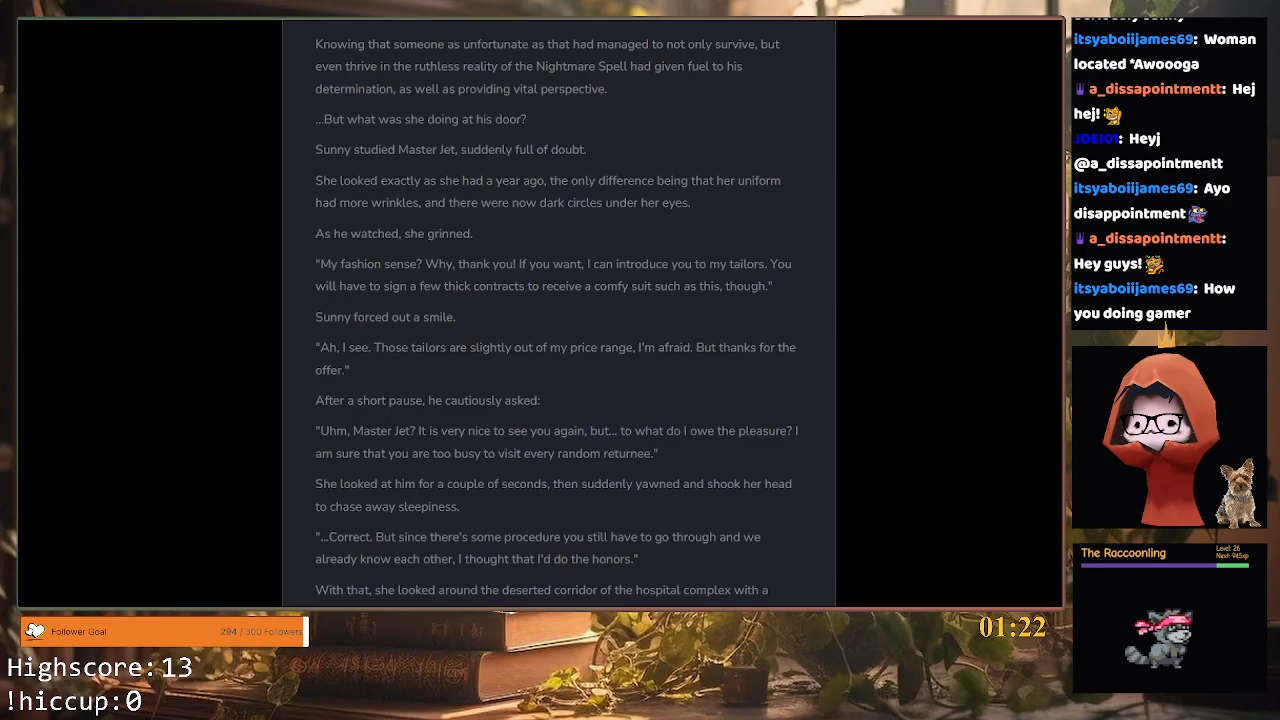 Knowing that someone as unfortunate as that had managed to not only survive, but
even thrive in the ruthless reality of the Nightmare Spell had given fuel to his
determination, as well as providing vital perspective.
...But what was she doing at his door?
Sunny studied Master Jet, suddenly full of doubt.
She looked exactly as she had a year ago, the only difference being that her uniform
had more wrinkles, and there were now dark circles under her eyes.
As he watched, she grinned.
"My fashion sense? Why, thank you! If you want, I can introduce you to my tailors. You
will have to sign a few thick contracts to receive a comfy suit such as this, though."
Sunny forced out a smile.
"Ah, I see. Those tailors are slightly out of my price range, I'm afraid. But thanks for the
offer."
After a short pause, he cautiously asked:
"Uhm, Master Jet? It is very nice to see you again, but... to what do I owe the pleasure? I
am sure that you are too busy to visit every random returnee."
She looked at him for a couple of seconds, then suddenly yawned and shook her head
to chase away sleepiness.
"...Correct. But since there's some procedure you still have to go through and we
already know each other, I thought that I'd do the honors."
With that, she looked around the deserted corridor of the hospital complex with a
itsyaboiijames69: Woman
located *Awoooga
a_dissapointmentt: Hej
hej!
JDEI01: Heyj
@a_dissapointmentt
itsyaboiijames69: Ayo
disappointment
a_dissapointmentt:
Hey guys!
itsyaboiijames69: How
you doing gamer
The Raccoonling
Level: 26
Next: 945xp
Follower Goal
294 / 300 Followers
01:22
Highscore:13
!hiccup:0